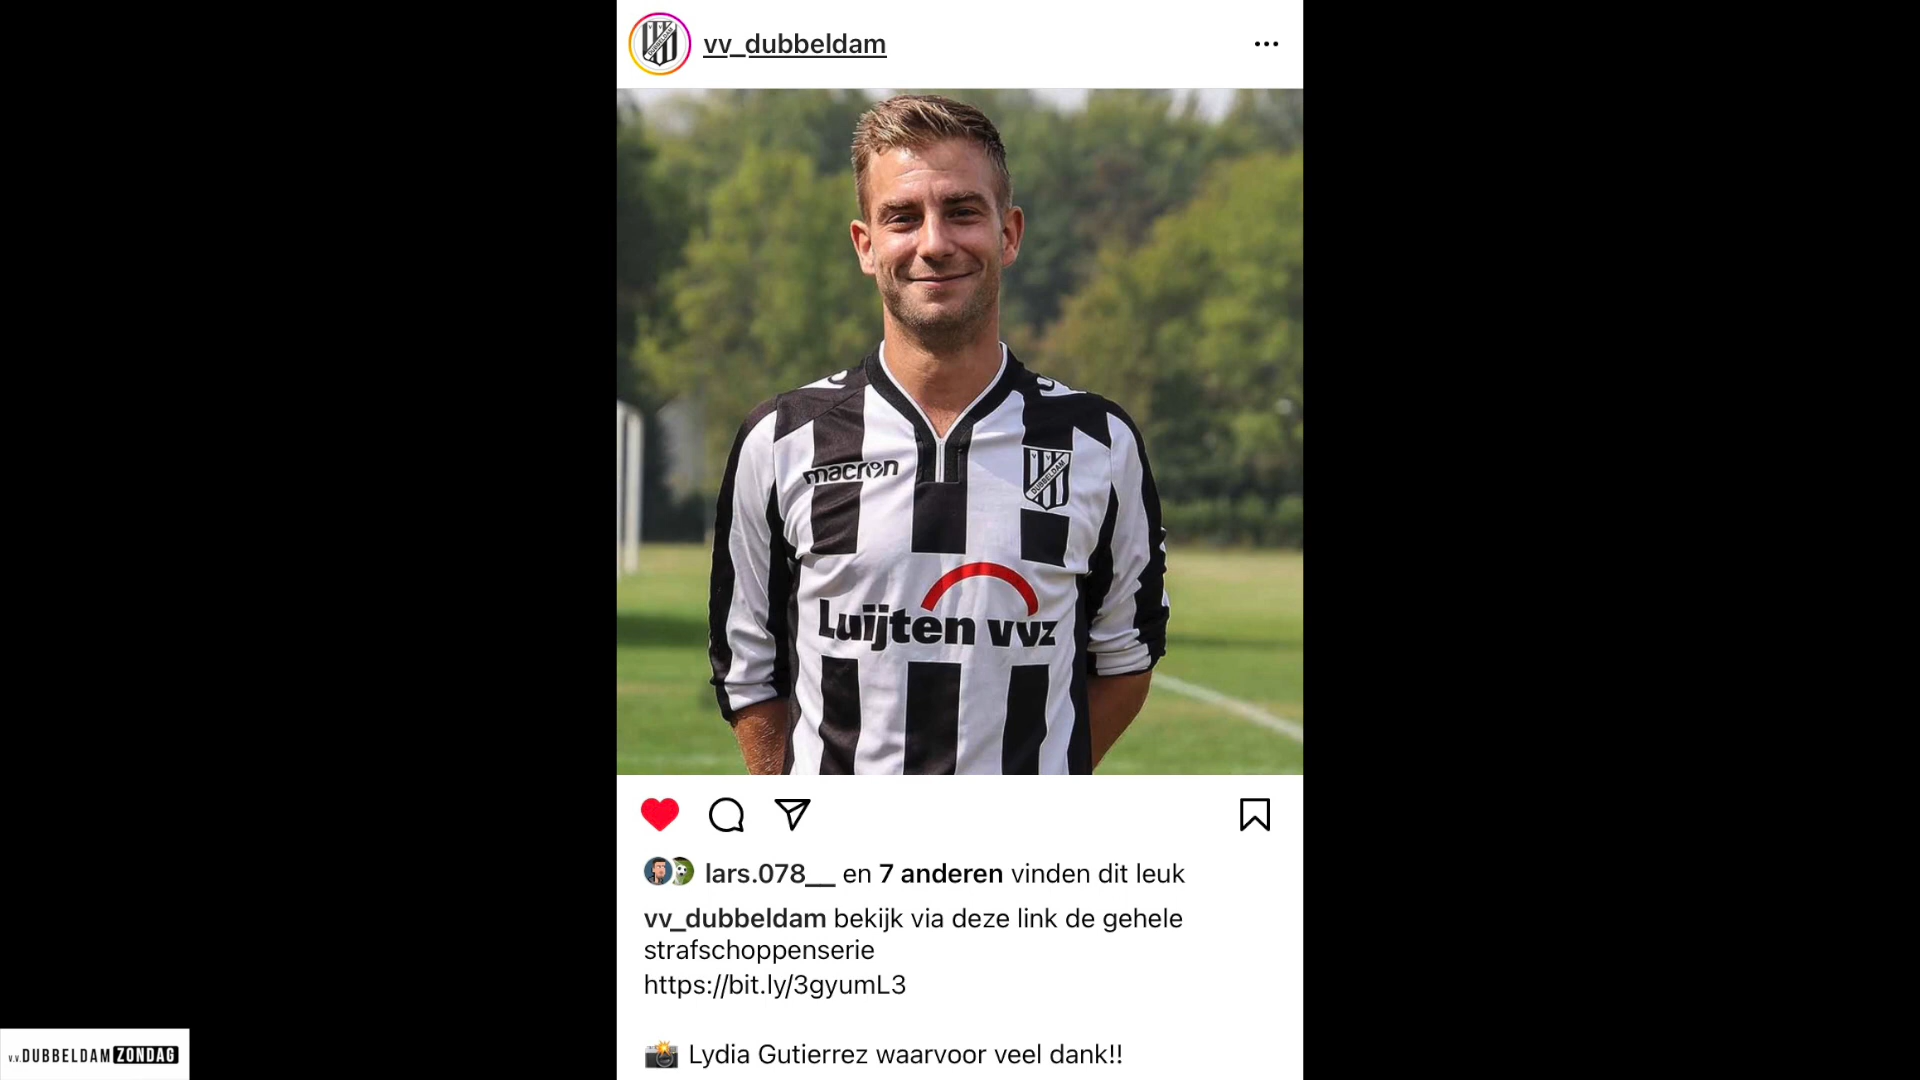 vv_dubbeldam
macron
V V
DUBBELDAM
Luijten vvz
lars.078__ en 7 anderen vinden dit leuk
vv_dubbeldam bekijk via deze link de gehele
strafschoppenserie
https://bit.ly/3gyumL3
Lydia Gutierrez waarvoor veel dank!!
v.v. DUBBELDAM ZONDAG